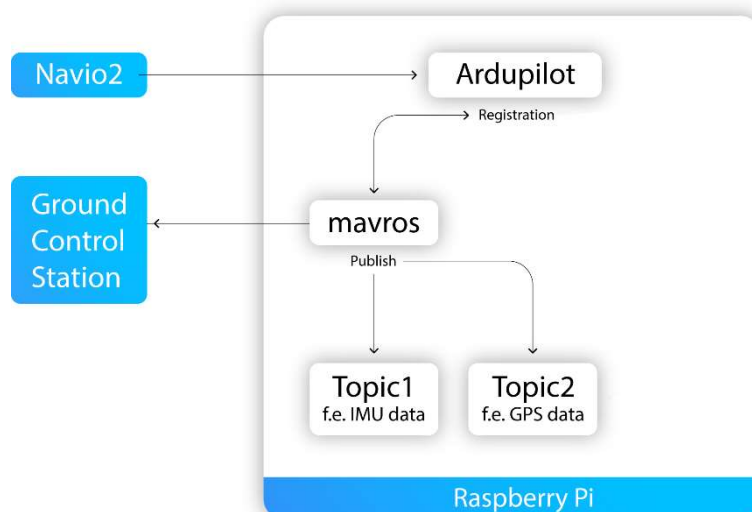 Navio2
Ardupilot
Registration
Ground
Control
Station
mavros
Publish
Topic1
f.e. IMU data
Topic2
f.e. GPS data
Raspberry Pi